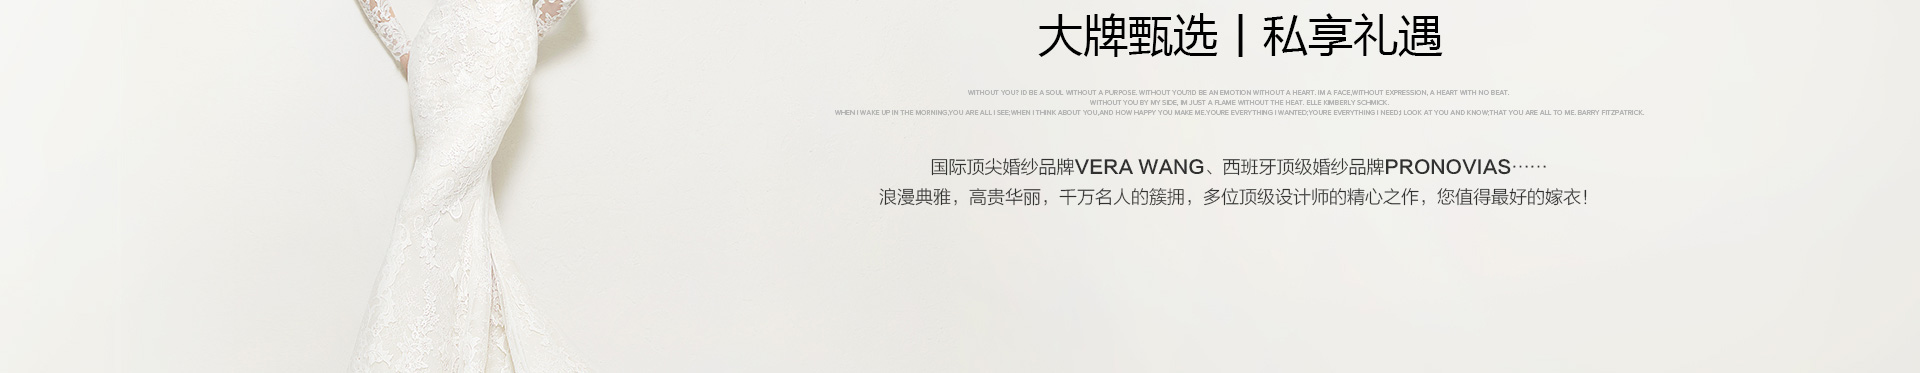 大牌甄选丨私享礼遇
WITHOUT YOU? ID BE A SOUL WITHOUT A PURPOSE. WITHOUT YOU?ID BE AN EMOTION WITHOUT A HEART. IM A FACE,WITHOUT EXPRESSION, A HEART WITH NO BEAT.
WITHOUT YOU BY MY SIDE, IM JUST A FLAME WITHOUT THE HEAT. ELLE KIMBERLY SCHMICK.
WHEN I WAKE UP IN THE MORNING,YOU ARE ALL I SEE;WHEN I THINK ABOUT YOU,AND HOW HAPPY YOU MAKE ME.YOURE EVERYTHING I WANTED;YOURE EVERYTHING I NEED;I LOOK AT YOU AND KNOW;THAT YOU ARE ALL TO ME. BARRY FITZPATRICK.
国际顶尖婚纱品牌VERA WANG、西班牙顶级婚纱品牌PRONOVIAS……
浪漫典雅，高贵华丽，千万名人的簇拥，多位顶级设计师的精心之作，您值得最好的嫁衣！